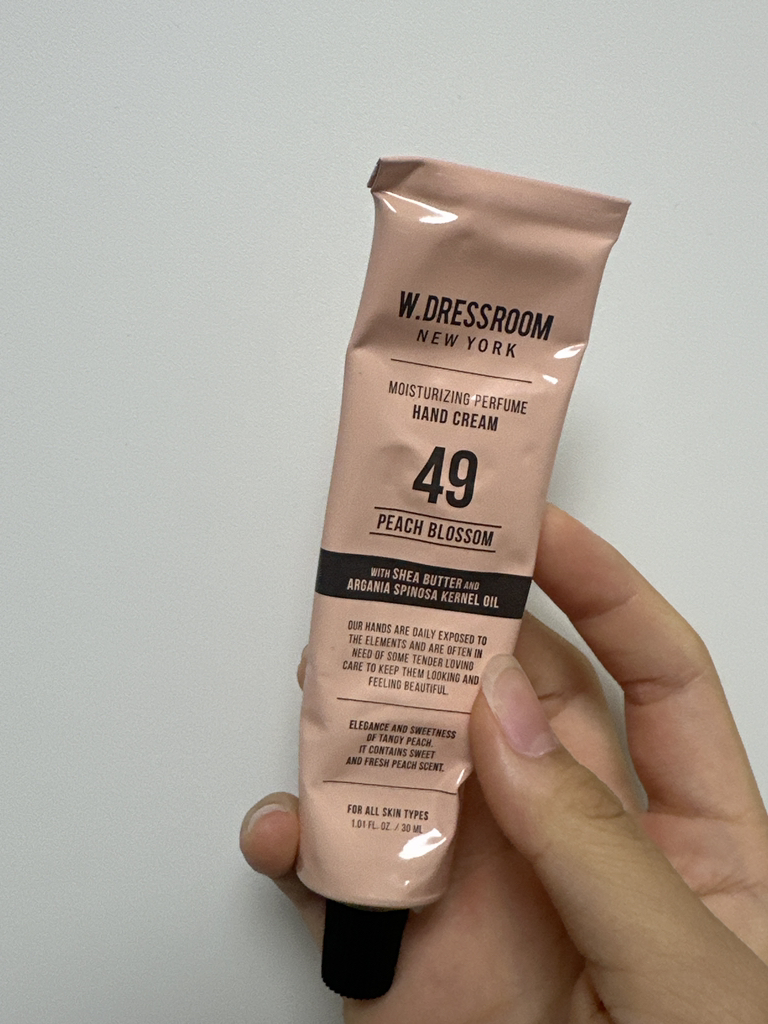 W.DRESSROOM
NEW YORK
MOISTURIZING PERFUME
HAND CREAM
49
PEACH BLOSSOM
WITH SHEA BUTTER AND
ARGANIA SPINOSA KERNEL OIL
OUR HANDS ARE DAILY EXPOSED TO
THE ELEMENTS AND ARE OFTEN IN
NEED OF SOME TENDER LOVING
CARE TO KEEP THEM LOOKING AND
FEELING BEAUTIFUL.
ELEGANCE AND SWEETNESS
OF TANGY PEACH.
IT CONTAINS SWEET
AND FRESH PEACH SCENT.
FOR ALL SKIN TYPES
1.01 FL. OZ. / 30 ML